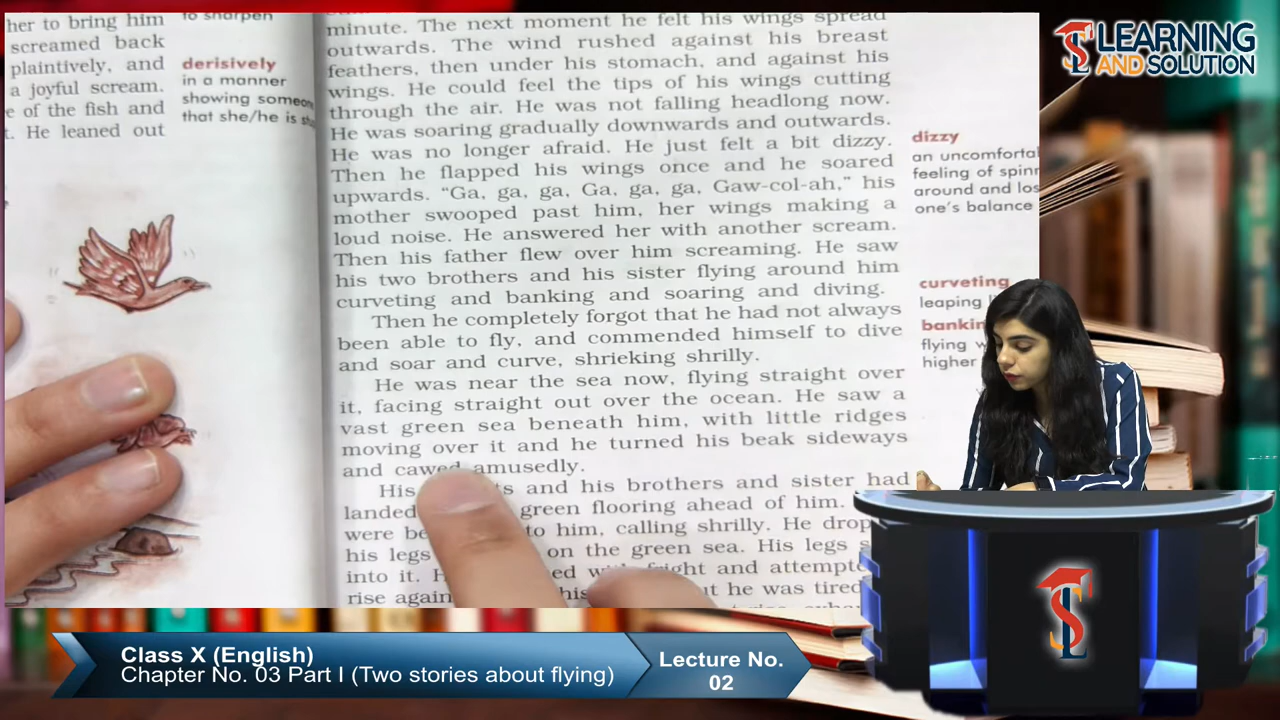 her to bring him
screamed back
plaintively, and
a joyful scream.
of the fish and
He leaned out
to sharpen
derisively
in a manner
showing someone
that she/he is
minute. The next moment he felt his wings spread
outwards. The wind rushed against his breast
feathers, then under his stomach, and against his
wings. He could feel the tips of his wings cutting
through the air. He was not falling headlong now.
He was soaring gradually downwards and outwards.
He was no longer afraid. He just felt a bit dizzy.
Then he flapped his wings once and he soared
upwards. “Ga, ga, ga, Ga, ga, ga, Gaw-col-ah,” his
mother swooped past him, her wings making a
loud noise. He answered her with another scream.
Then his father flew over him screaming. He saw
his two brothers and his sister flying around him
curveting and banking and soaring and diving.
Then he completely forgot that he had not always
been able to fly, and commended himself to dive
and soar and curve, shrieking shrilly.
He was near the sea now, flying straight over
it, facing straight out over the ocean. He saw a
vast green sea beneath him, with little ridges
moving over it and he turned his beak sideways
and cawed amusedly.
His and his brothers and sister had
landed green flooring ahead of him.
were to him, calling shrilly. He
his legs on the green sea. His legs
into it. fright and
rise again he was tired
dizzy
an
feeling of
around and
one's balance
curveting
leaping
flying
higher
LEARNING
AND SOLUTION
Class X (English)
Chapter No. 03 Part I (Two stories about flying)
Lecture No.
02